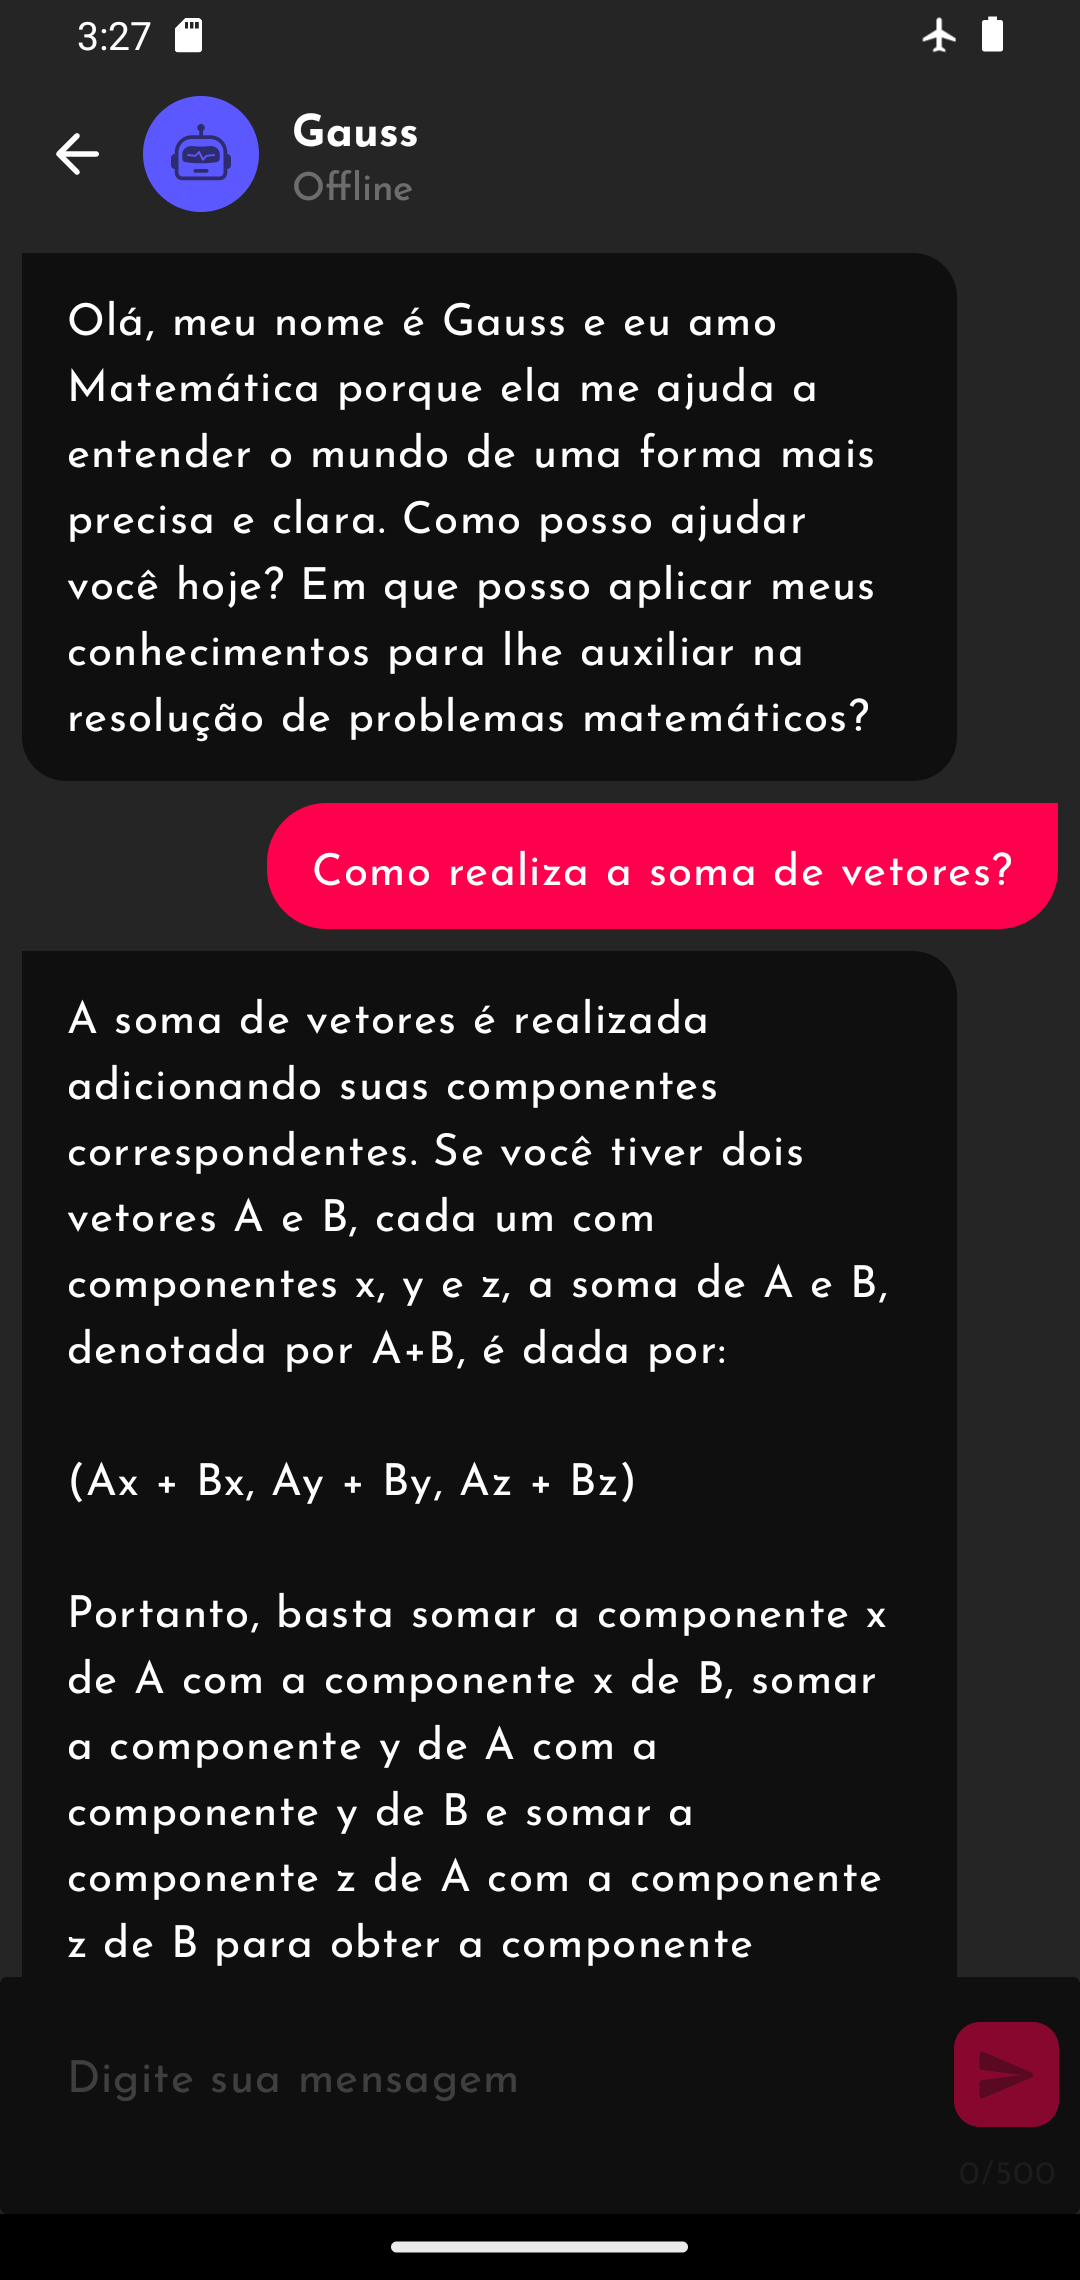 3:27
Gauss
Offline
Olá, meu nome é Gauss e eu amo
Matemática porque ela me ajuda a
entender o mundo de uma forma mais
precisa e clara. Como posso ajudar
você hoje? Em que posso aplicar meus
conhecimentos para lhe auxiliar na
resolução de problemas matemáticos?
Como realiza a soma de vetores?
A soma de vetores é realizada
adicionando suas componentes
correspondentes. Se você tiver dois
vetores A e B, cada um com
componentes x, y e z, a soma de A e B,
denotada por A+B, é dada por:
(Ax + Bx, Ay + By, Az + Bz)
Portanto, basta somar a componente x
de A com a componente x de B, somar
a componente y de A com a
componente y de B e somar a
componente z de A com a componente
z de B para obter a componente
Digite sua mensagem
0/500